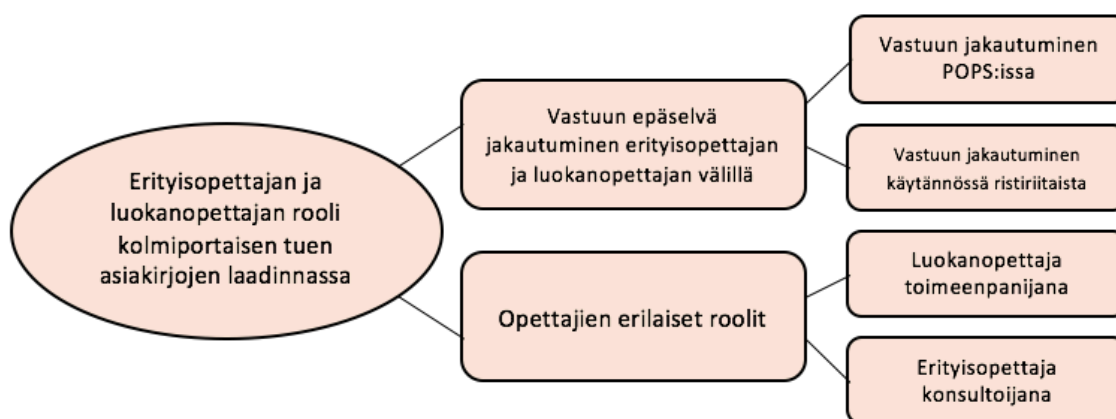 Erityisopettajan ja
luokanopettajan rooli
kolmiportaisen tuen
asiakirjojen laadinnassa
Vastuun epäselvä
jakautuminen erityisopettajan
ja luokanopettajan välillä
Vastuun jakautuminen
POPS:issa
Vastuun jakautuminen
käytännössä ristiriitaista
Opettajien erilaiset roolit
Luokanopettaja
toimeenpanijana
Erityisopettaja
konsultoijana